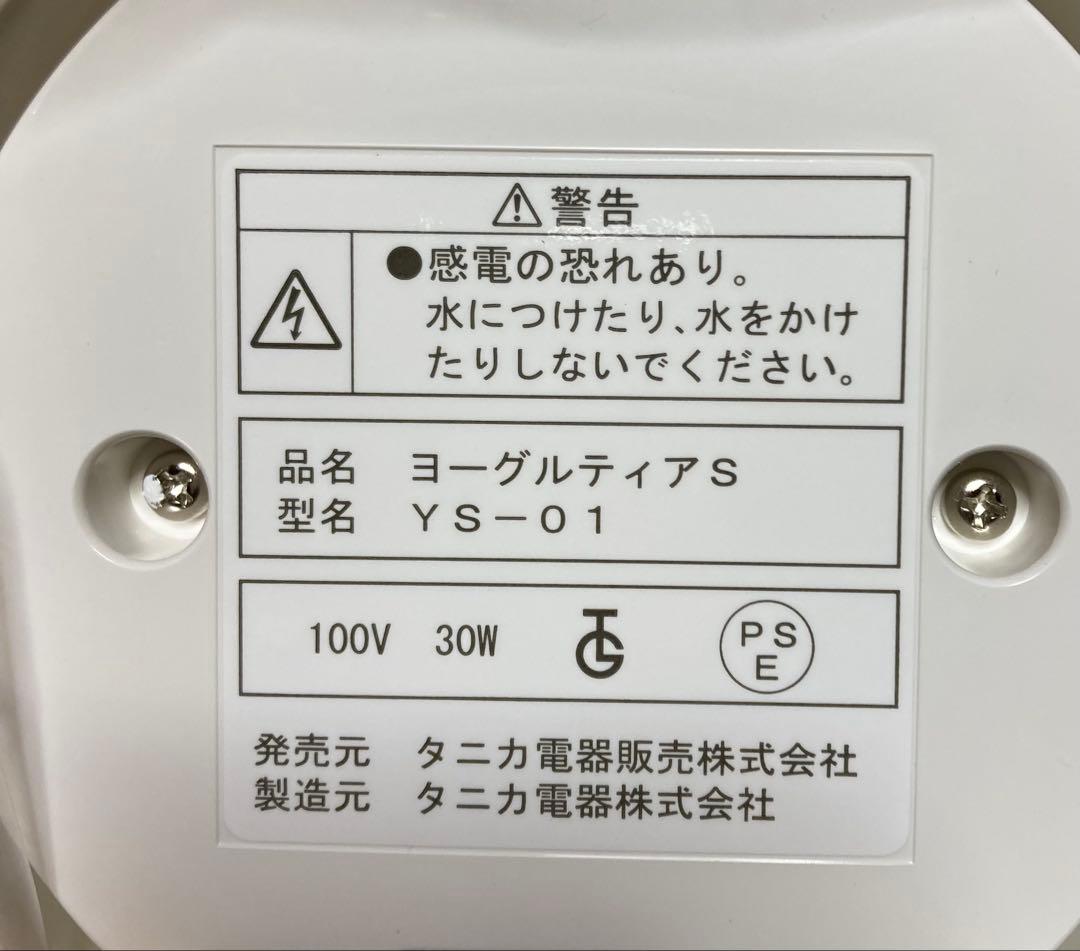 警告
●感電の恐れあり。
水につけたり、水をかけ
たりしないでください。
品名 ヨーグルティアS
型名 YS－01
100V 30W TG PSE
発売元 タニカ電器販売株式会社
製造元 タニカ電器株式会社